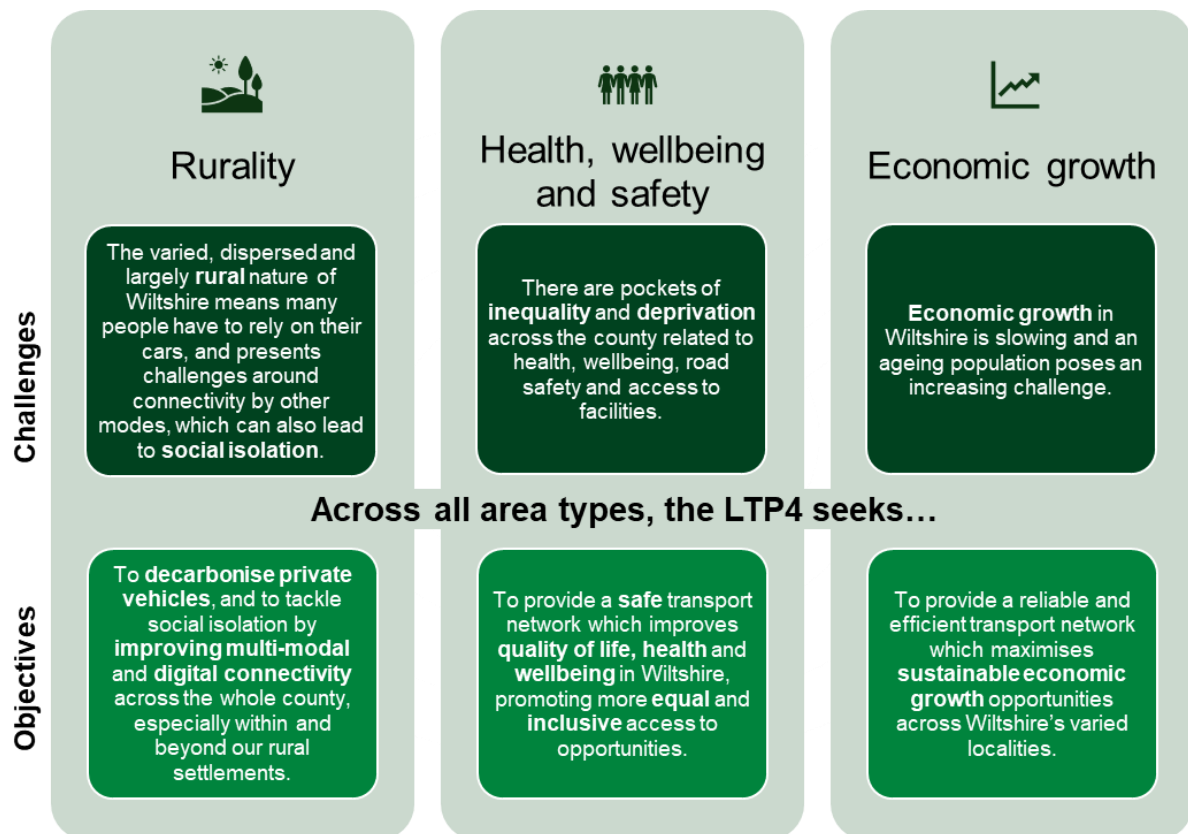 Rurality
Health, wellbeing
and safety
Economic growth
Challenges
The varied, dispersed and
largely rural nature of
Wiltshire means many
people have to rely on their
cars, and presents
challenges around
connectivity by other
modes, which can also lead
to social isolation.
There are pockets of
inequality and deprivation
across the county related to
health, wellbeing, road
safety and access to
facilities.
Economic growth in
Wiltshire is slowing and an
ageing population poses an
increasing challenge.
Across all area types, the LTP4 seeks…
Objectives
To decarbonise private
vehicles, and to tackle
social isolation by
improving multi-modal
and digital connectivity
across the whole county,
especially within and
beyond our rural
settlements.
To provide a safe transport
network which improves
quality of life, health and
wellbeing in Wiltshire,
promoting more equal and
inclusive access to
opportunities.
To provide a reliable and
efficient transport network
which maximises
sustainable economic
growth opportunities
across Wiltshire’s varied
localities.